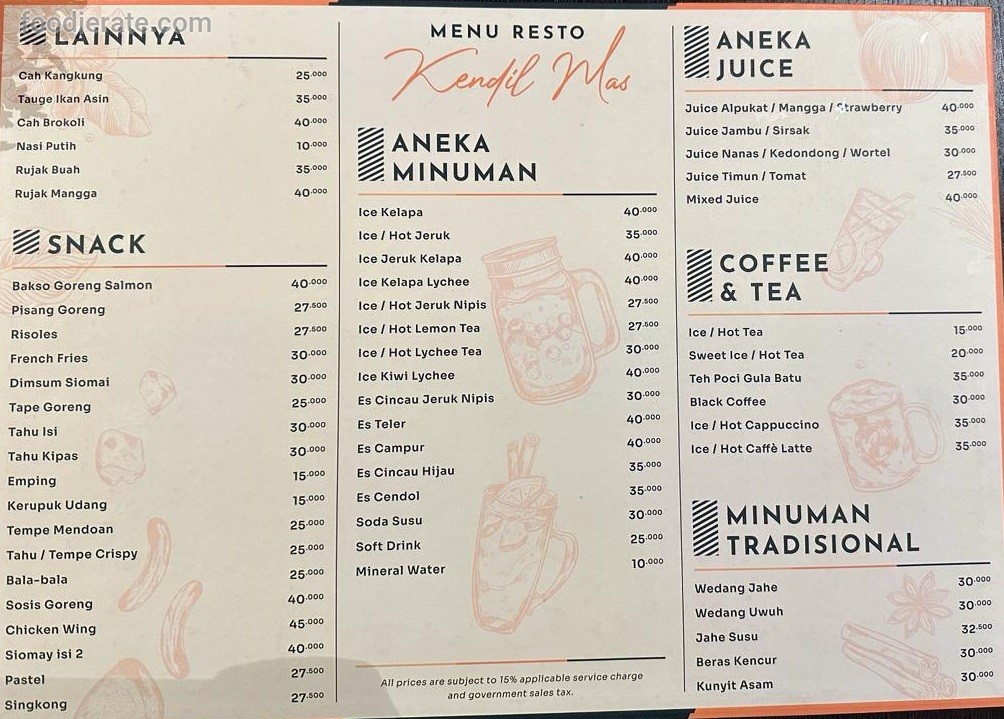 foodierate.com
LAINNYA
Cah Kangkung 25.000
Tauge Ikan Asin 35.000
Cah Brokoli 40.000
Nasi Putih 10.000
Rujak Buah 35.000
Rujak Mangga 40.000
SNACK
Bakso Goreng Salmon 40.000
Pisang Goreng 27.500
Risoles 27.500
French Fries 30.000
Dimsum Siomai 30.000
Tape Goreng 25.000
Tahu Isi 30.000
Tahu Kipas 30.000
Emping 15.000
Kerupuk Udang 15.000
Tempe Mendoan 25.000
Tahu / Tempe Crispy 25.000
Bala-bala 25.000
Sosis Goreng 40.000
Chicken Wing 45.000
Siomay isi 2 40.000
Pastel 27.500
Singkong 27.500
MENU RESTO
Kendil Mas
ANEKA
MINUMAN
Ice Kelapa 40.000
Ice / Hot Jeruk 35.000
Ice Jeruk Kelapa 40.000
Ice Kelapa Lychee 40.000
Ice / Hot Jeruk Nipis 27.500
Ice / Hot Lemon Tea 27.500
Ice / Hot Lychee Tea 30.000
Ice Kiwi Lychee 40.000
Es Cincau Jeruk Nipis 30.000
Es Teler 40.000
Es Campur 40.000
Es Cincau Hijau 35.000
Es Cendol 35.000
Soda Susu 30.000
Soft Drink 25.000
Mineral Water 10.000
All prices are subject to 15% applicable service charge
and government sales tax.
ANEKA
JUICE
Juice Alpukat / Mangga / Strawberry 40.000
Juice Jambu / Sirsak 35.000
Juice Nanas / Kedondong / Wortel 30.000
Juice Timun / Tomat 27.500
Mixed Juice 40.000
COFFEE
& TEA
Ice / Hot Tea 15.000
Sweet Ice / Hot Tea 20.000
Teh Poci Gula Batu 35.000
Black Coffee 30.000
Ice / Hot Cappuccino 35.000
Ice / Hot Caffè Latte 35.000
MINUMAN
TRADISIONAL
Wedang Jahe 30.000
Wedang Uwuh 30.000
Jahe Susu 32.500
Beras Kencur 30.000
Kunyit Asam 30.000